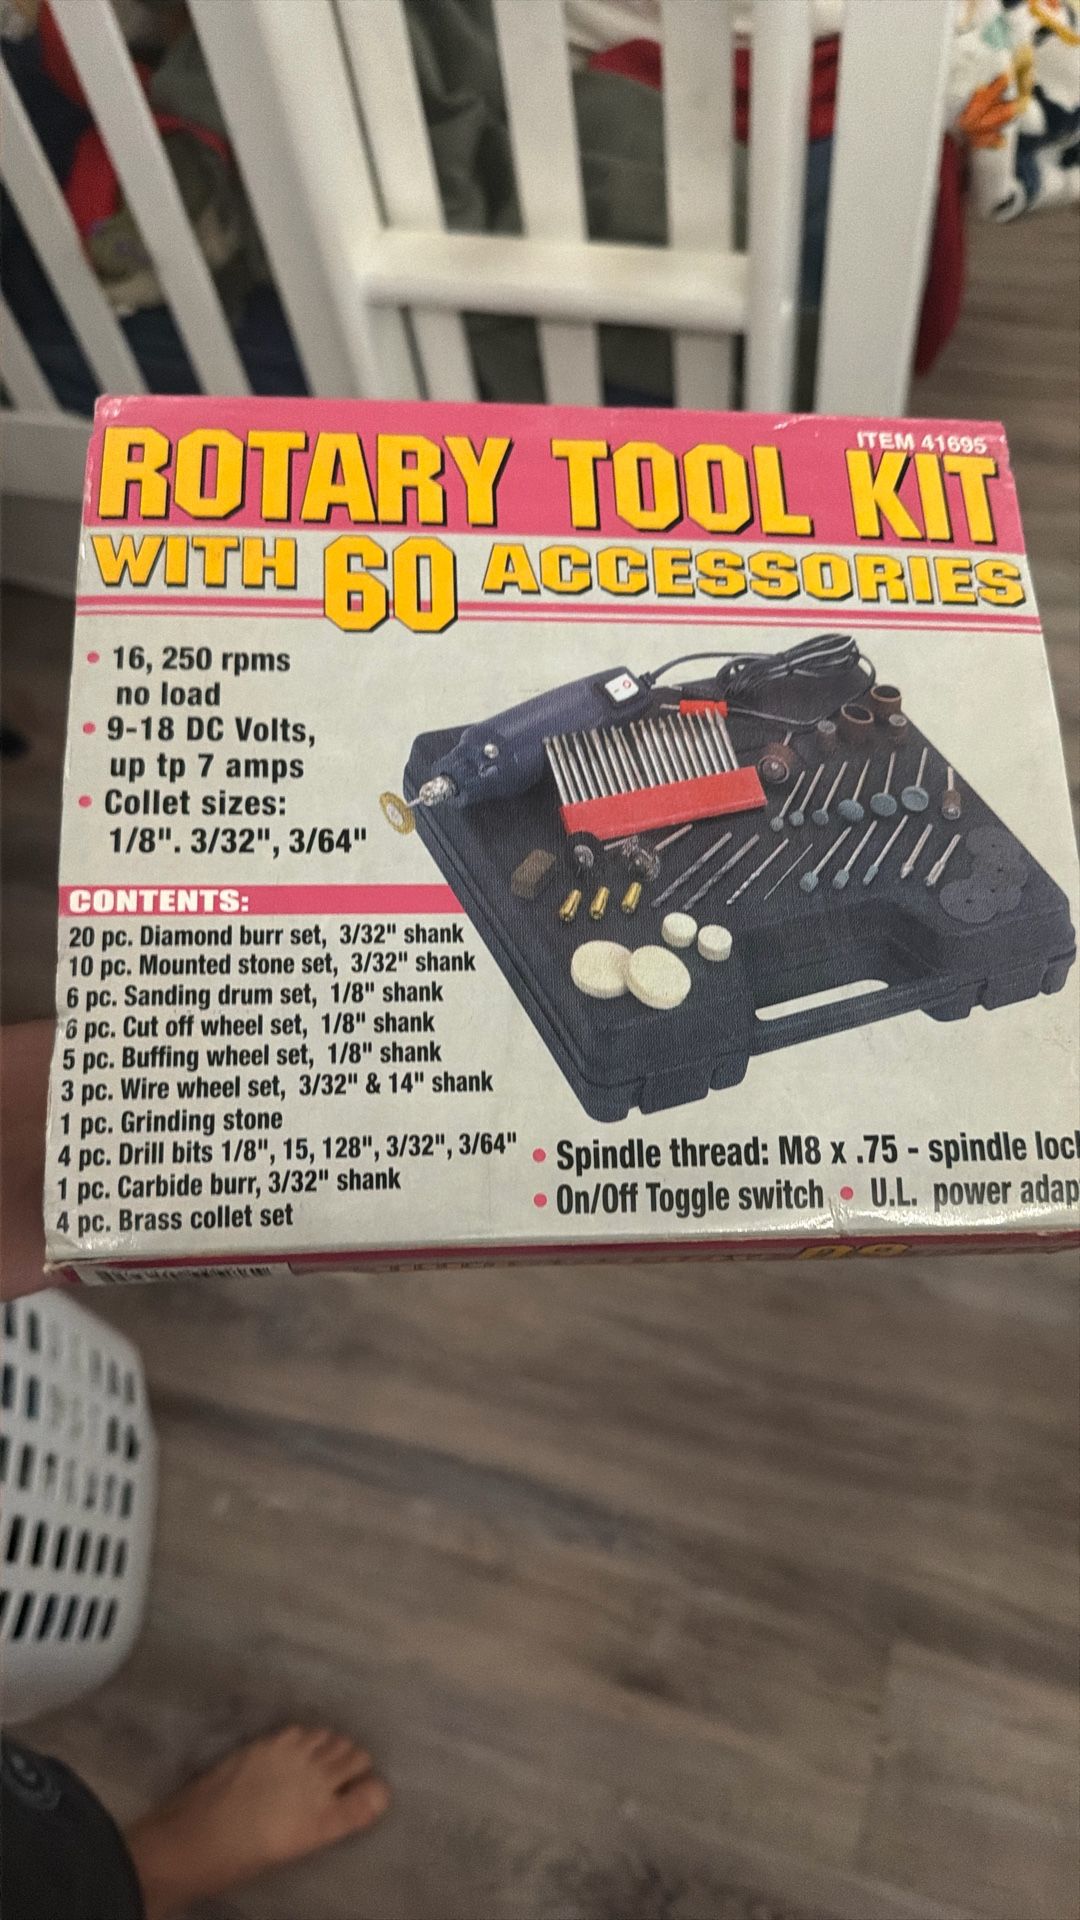 ITEM 41695
ROTARY TOOL KIT
WITH 60 ACCESSORIES
• 16, 250 rpms
no load
• 9-18 DC Volts,
up tp 7 amps
• Collet sizes:
1/8". 3/32", 3/64"
CONTENTS:
20 pc. Diamond burr set, 3/32" shank
10 pc. Mounted stone set, 3/32" shank
6 pc. Sanding drum set, 1/8" shank
6 pc. Cut off wheel set, 1/8" shank
5 pc. Buffing wheel set, 1/8" shank
3 pc. Wire wheel set, 3/32" & 14" shank
1 pc. Grinding stone
4 pc. Drill bits 1/8", 15, 128", 3/32", 3/64"
1 pc. Carbide burr, 3/32" shank
4 pc. Brass collet set
• Spindle thread: M8 x .75 - spindle loc
• On/Off Toggle switch • U.L. power adap